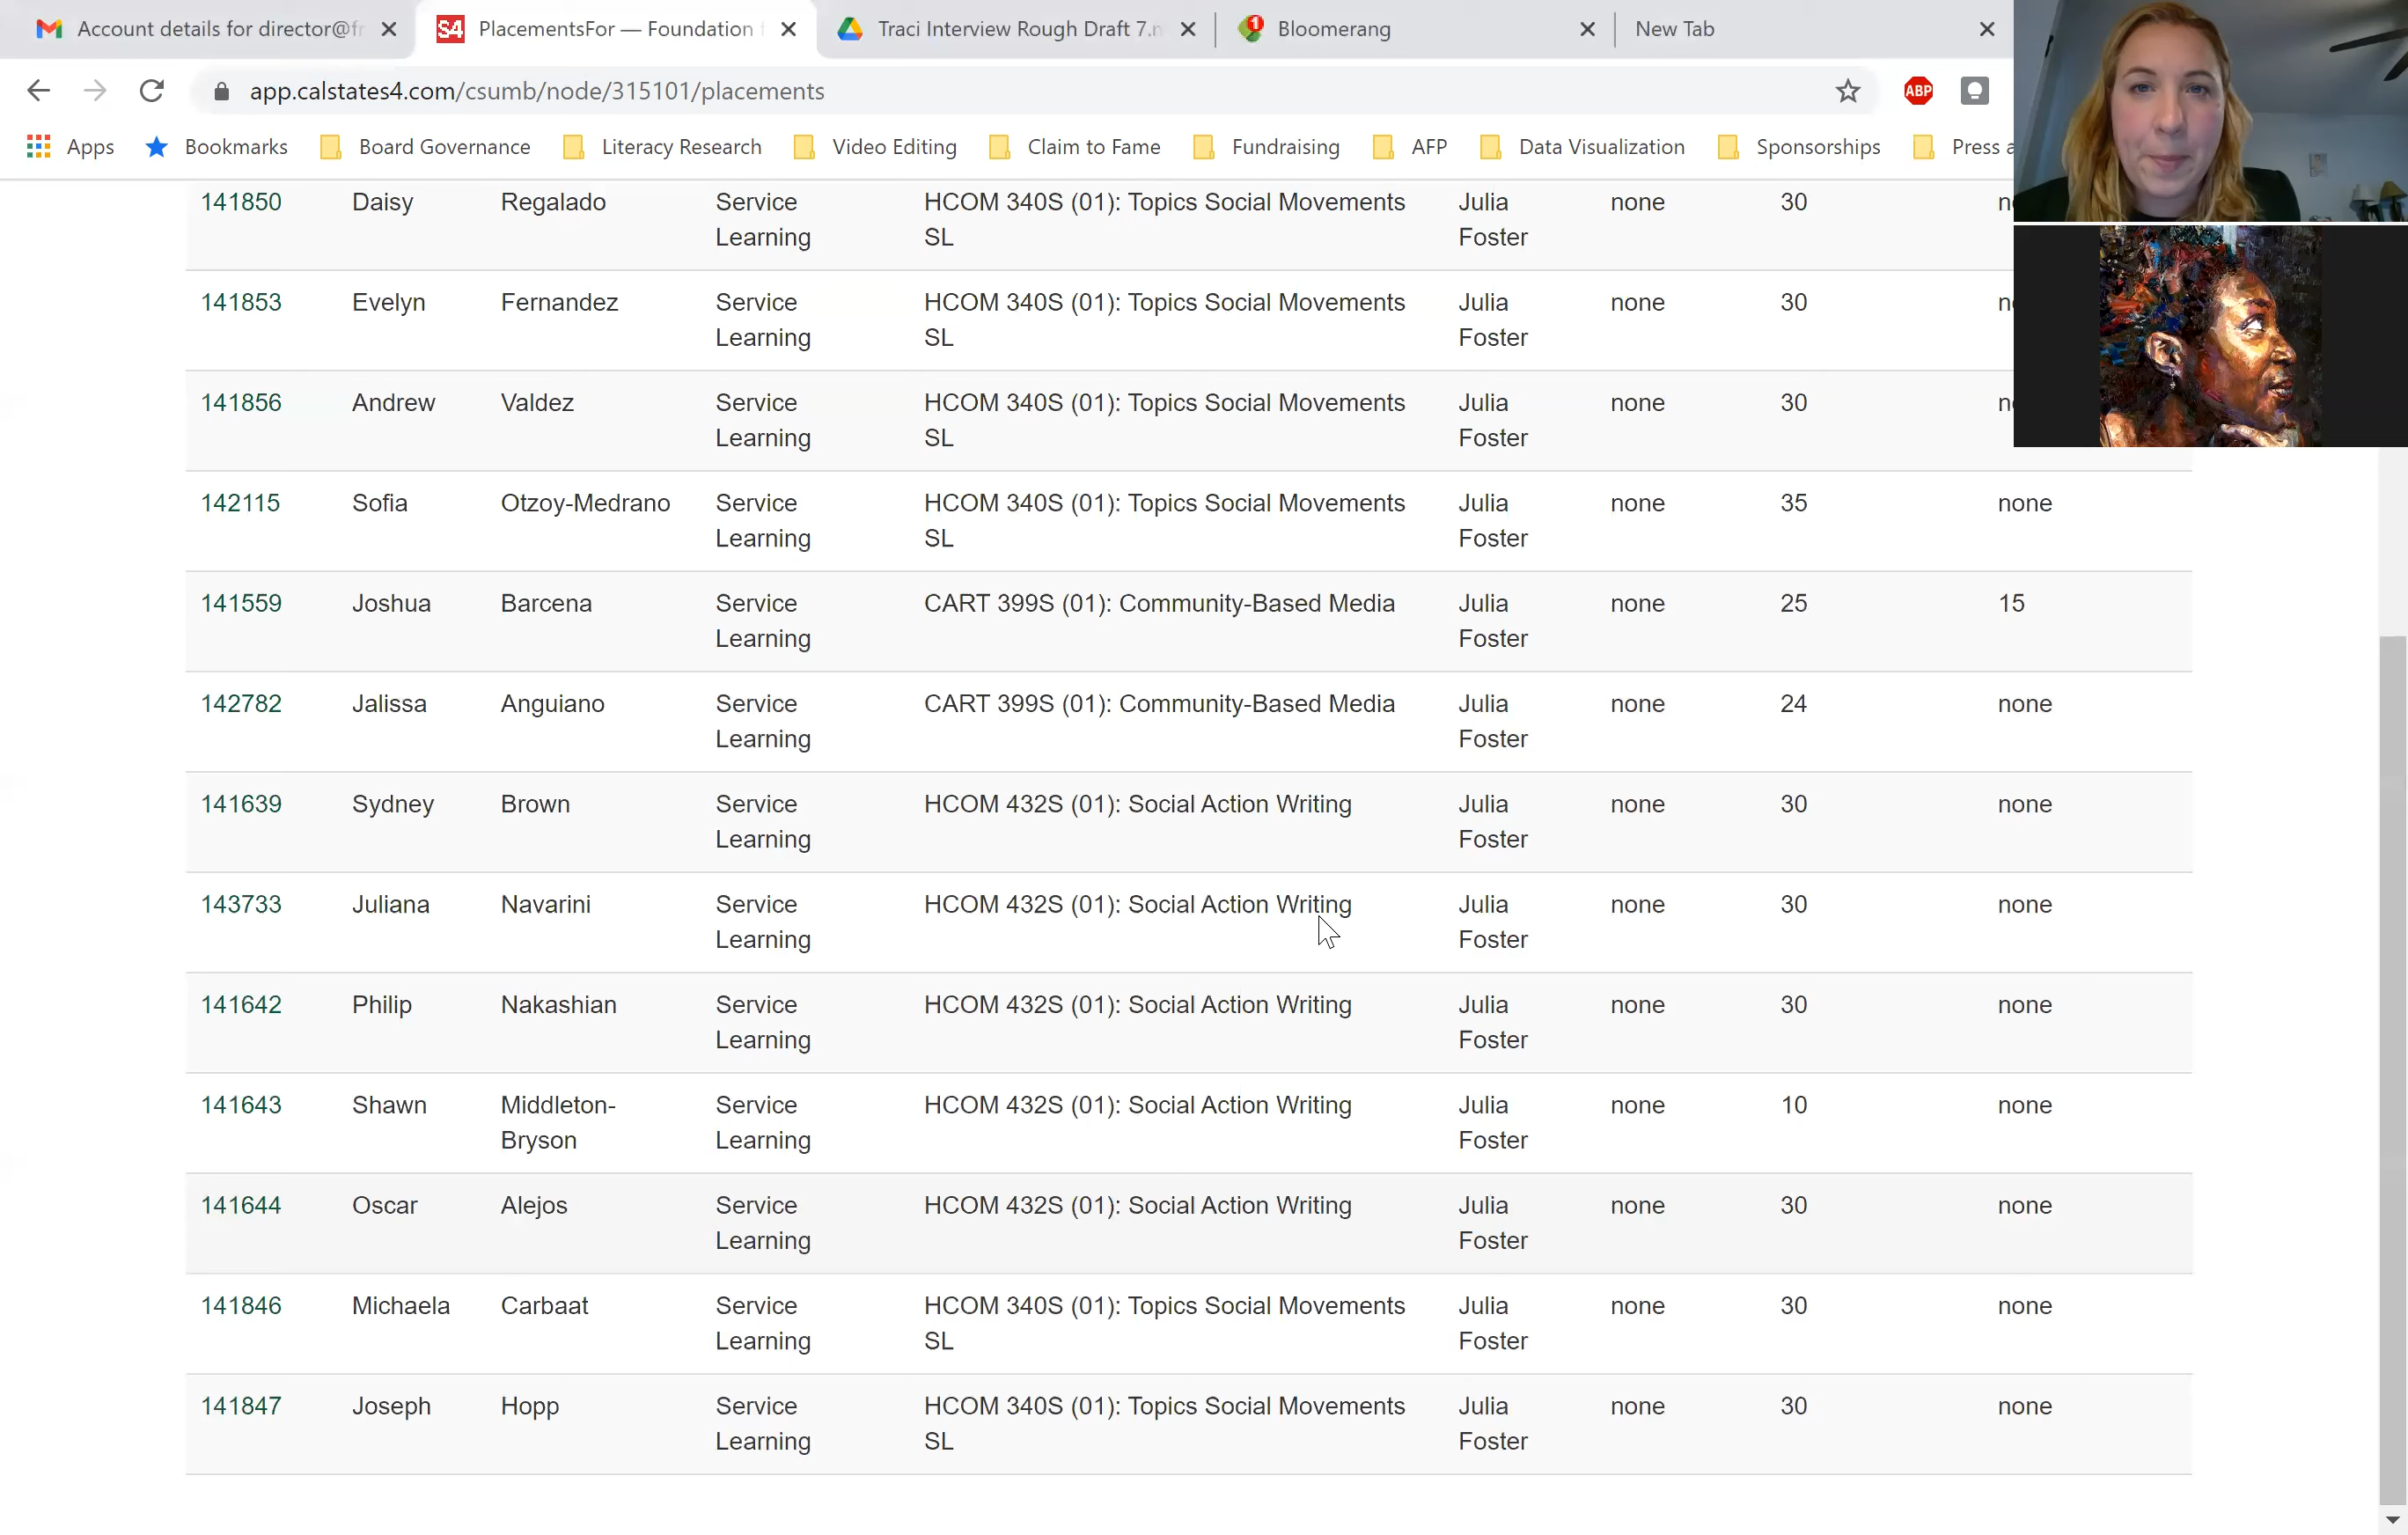 Account details for director@fr
S4 PlacementsFor — Foundation f
Traci Interview Rough Draft 7.m
1 Bloomerang
New Tab
app.calstates4.com/csumb/node/315101/placements
ABP
Apps Bookmarks Board Governance Literacy Research Video Editing Claim to Fame Fundraising AFP Data Visualization Sponsorships Press a
141850 Daisy Regalado Service HCOM 340S (01): Topics Social Movements Julia none 30 no
Learning SL Foster
141853 Evelyn Fernandez Service HCOM 340S (01): Topics Social Movements Julia none 30 no
Learning SL Foster
141856 Andrew Valdez Service HCOM 340S (01): Topics Social Movements Julia none 30 no
Learning SL Foster
142115 Sofia Otzoy-Medrano Service HCOM 340S (01): Topics Social Movements Julia none 35 none
Learning SL Foster
141559 Joshua Barcena Service CART 399S (01): Community-Based Media Julia none 25 15
Learning Foster
142782 Jalissa Anguiano Service CART 399S (01): Community-Based Media Julia none 24 none
Learning Foster
141639 Sydney Brown Service HCOM 432S (01): Social Action Writing Julia none 30 none
Learning Foster
143733 Juliana Navarini Service HCOM 432S (01): Social Action Writing Julia none 30 none
Learning Foster
141642 Philip Nakashian Service HCOM 432S (01): Social Action Writing Julia none 30 none
Learning Foster
141643 Shawn Middleton- Service HCOM 432S (01): Social Action Writing Julia none 10 none
Bryson Learning Foster
141644 Oscar Alejos Service HCOM 432S (01): Social Action Writing Julia none 30 none
Learning Foster
141846 Michaela Carbaat Service HCOM 340S (01): Topics Social Movements Julia none 30 none
Learning SL Foster
141847 Joseph Hopp Service HCOM 340S (01): Topics Social Movements Julia none 30 none
Learning SL Foster